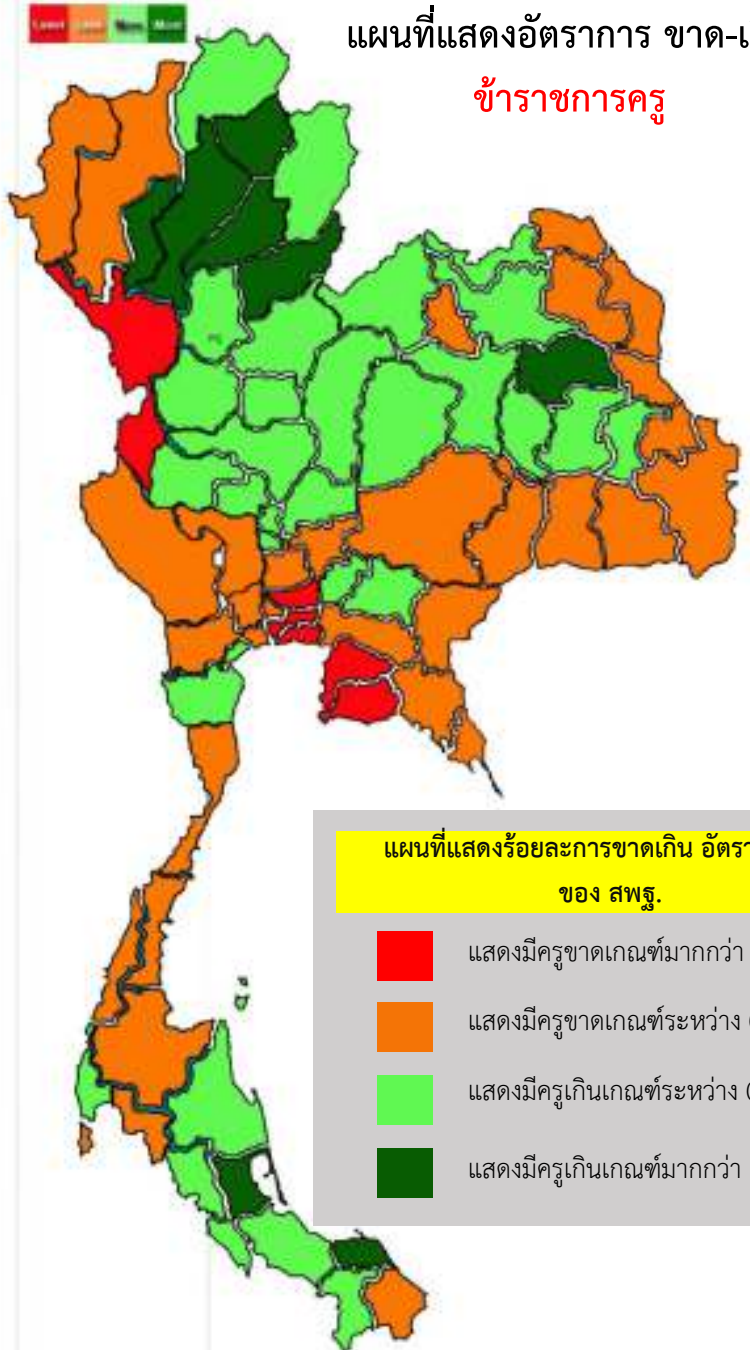 แผนที่แสดงอัตราการ ขาด-เ
ข้าราชการครู
แผนที่แสดงร้อยละการขาดเกิน อัตรา
ของ สพฐ.
แสดงมีครูขาดเกณฑ์มากกว่า
แสดงมีครูขาดเกณฑ์ระหว่าง
แสดงมีครูเกินเกณฑ์ระหว่าง
แสดงมีครูเกินเกณฑ์มากกว่า